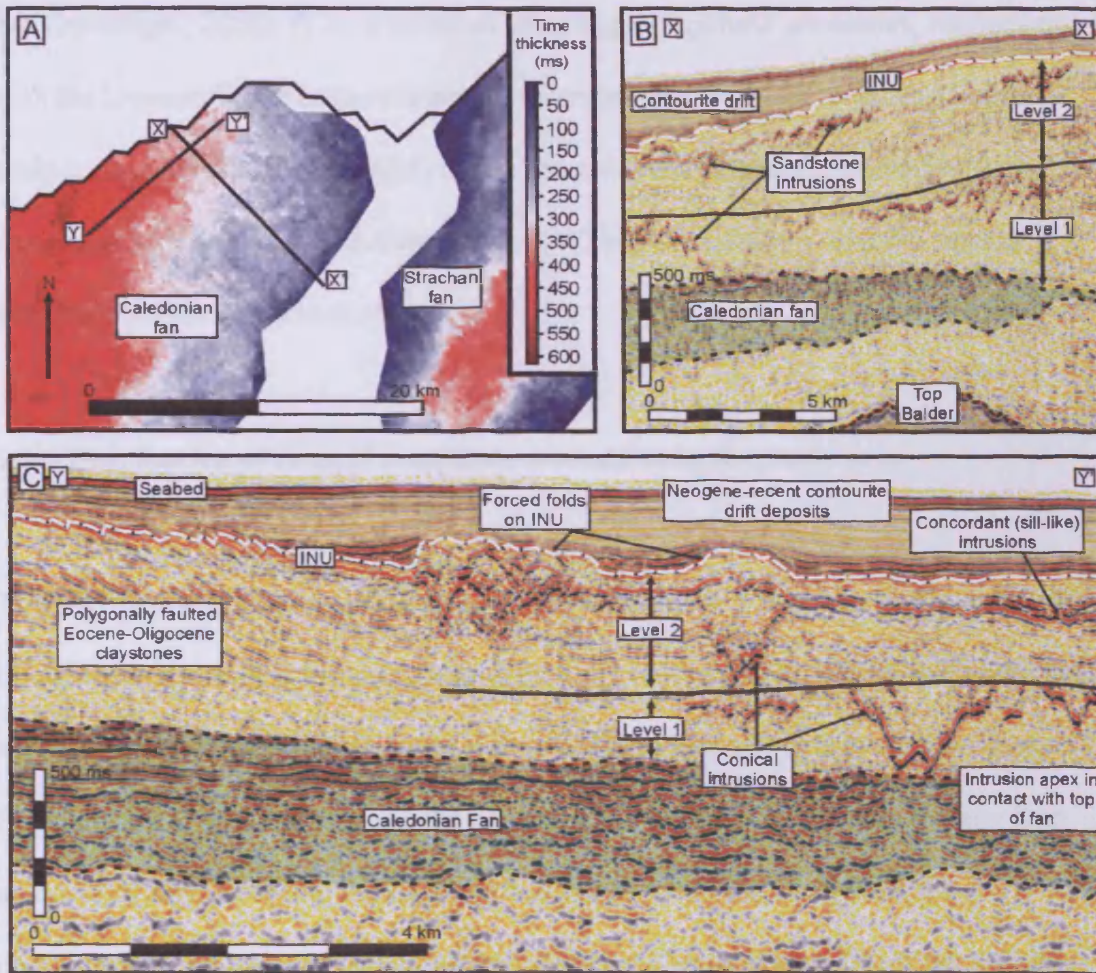 A
Time
thickness
(ms)
0
50
100
150
200
250
300
350
400
450
500
550
600
X
Y'
Y
X'
N
Caledonian
fan
Strachan
fan
0
20 km
B
X
X'
INU
Contourite drift
Level 2
Sandstone
intrusions
Level 1
500 ms
Caledonian fan
0
0
5 km
Top
Balder
C
Y
Y'
Seabed
Forced folds
on INU
Neogene-recent contourite
drift deposits
Concordant (sill-like)
intrusions
INU
Polygonally faulted
Eocene-Oligocene
claystones
Level 2
Level 1
Conical
intrusions
500 ms
Intrusion apex in
contact with top
of fan
Caledonian Fan
0
0
4 km